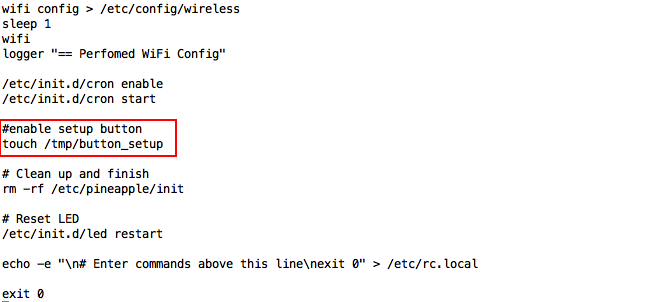 wifi config > /etc/config/wireless
sleep 1
wifi
logger "== Perfomed WiFi Config"
/etc/init.d/cron enable
/etc/init.d/cron start
#enable setup button
touch /tmp/button_setup
# Clean up and finish
rm -rf /etc/pineapple/init
# Reset LED
/etc/init.d/led restart
echo -e "\n# Enter commands above this line\nexit 0" > /etc/rc.local
exit 0